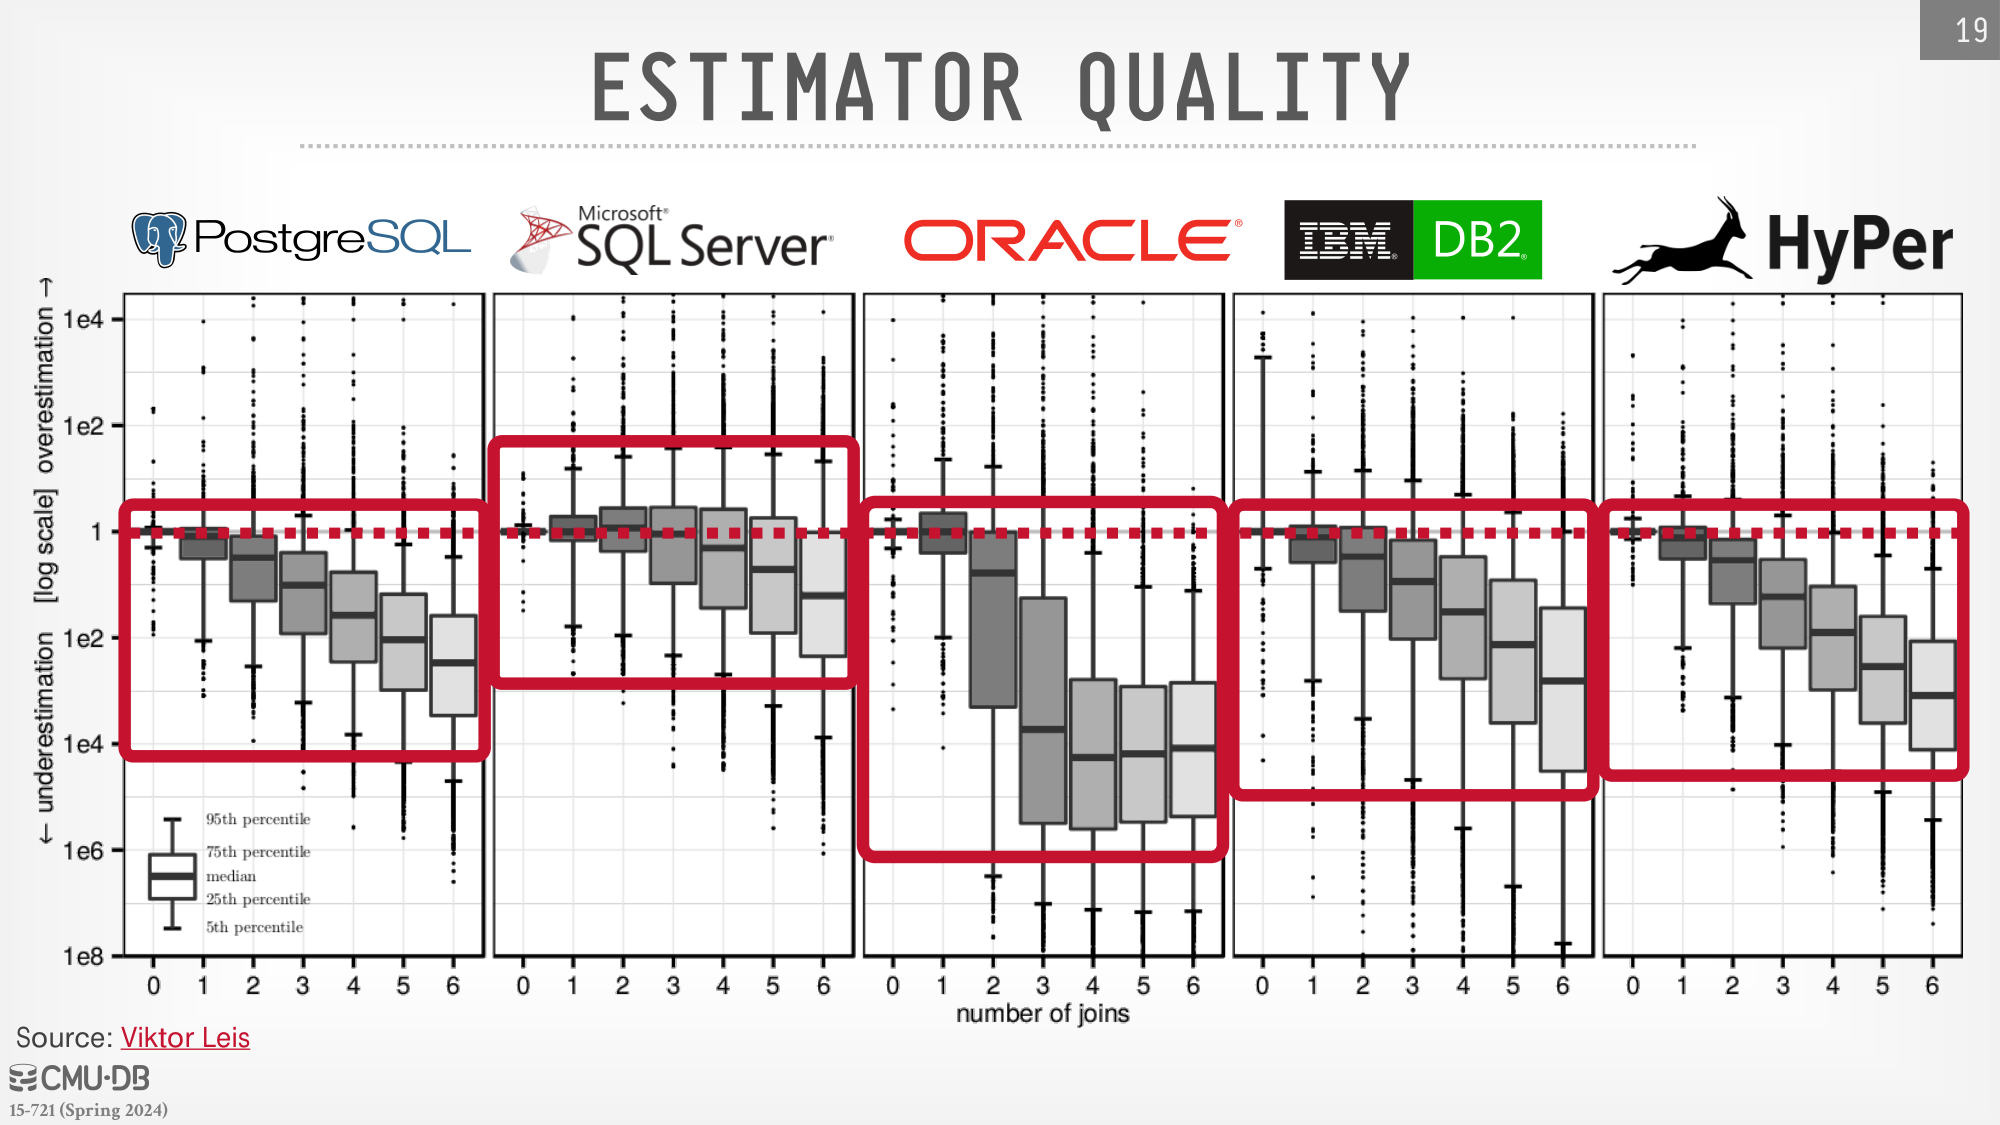 19
ESTIMATOR QUALITY
PostgreSQL
Microsoft®
SQL Server®
ORACLE®
IBM® DB2®
HyPer
← underestimation [log scale] overestimation →
1e4
1e2
1
1e2
1e4
1e6
1e8
95th percentile
75th percentile
median
25th percentile
5th percentile
0 1 2 3 4 5 6
0 1 2 3 4 5 6
0 1 2 3 4 5 6
0 1 2 3 4 5 6
0 1 2 3 4 5 6
number of joins
Source: Viktor Leis
CMU·DB
15-721 (Spring 2024)